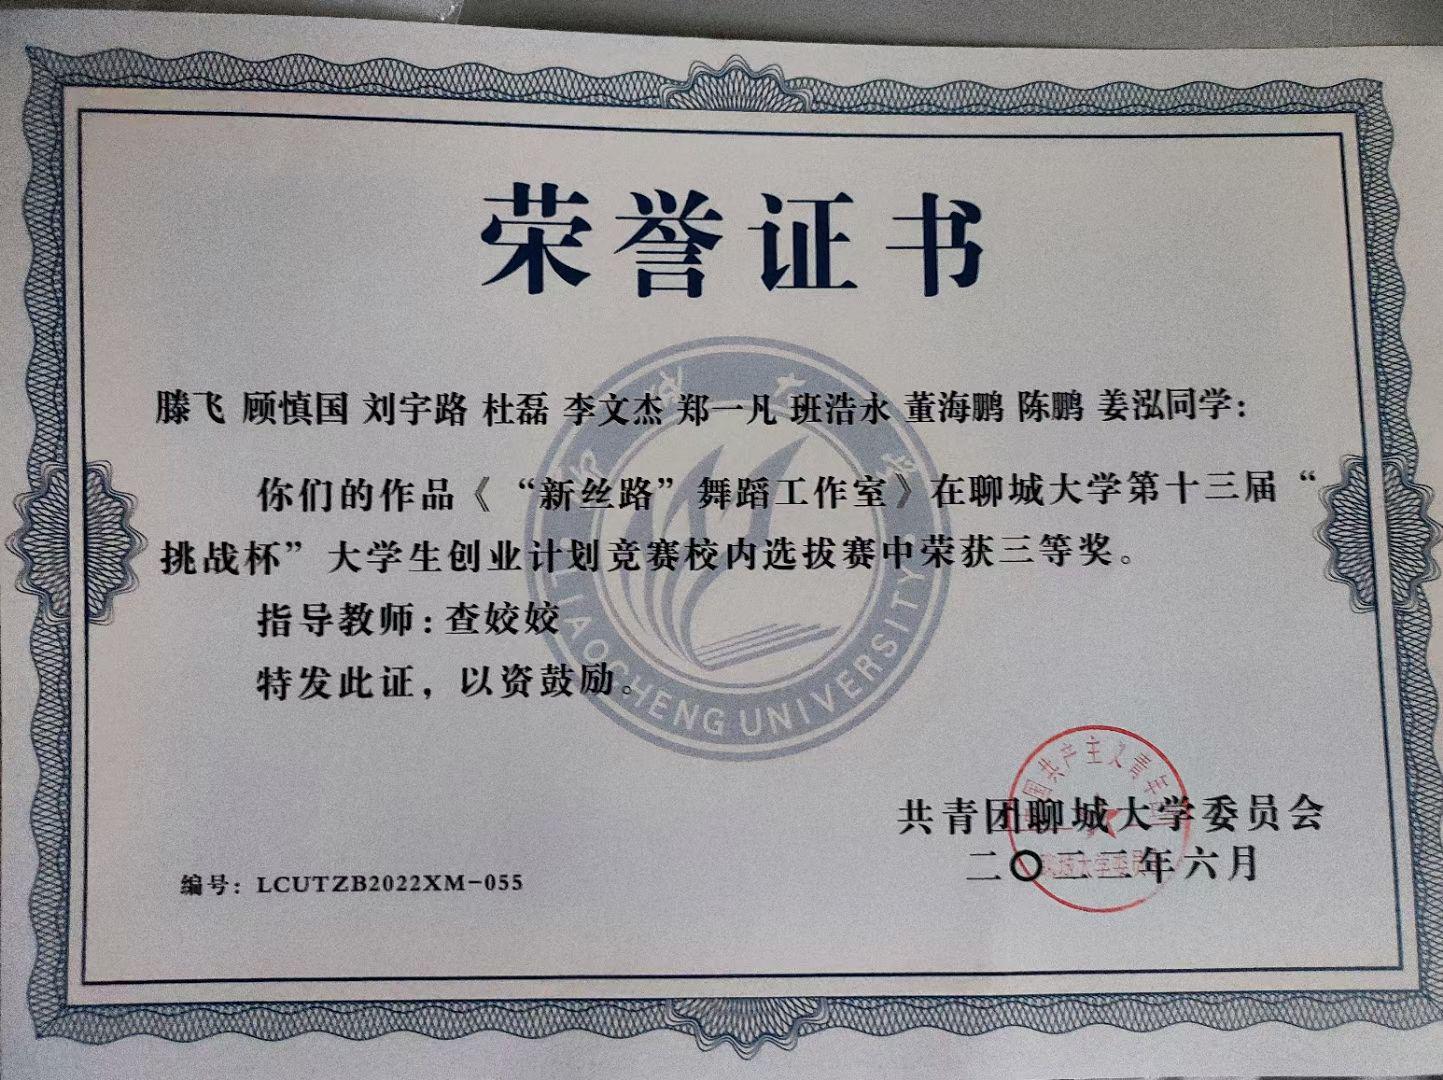 荣誉证书
滕飞 顾慎国 刘宇路 杜磊 李文杰 郑一凡 班浩永 董海鹏 陈鹏 姜泓同学：
你们的作品《“新丝路”舞蹈工作室》在聊城大学第十三届“
挑战杯”大学生创业计划竞赛校内选拔赛中荣获三等奖。
指导教师：查姣姣
特发此证，以资鼓励。
LIAOCHENG UNIVERSITY
共青团聊城大学委员会
二〇二二年六月
编号：LCUTZB2022XM-055